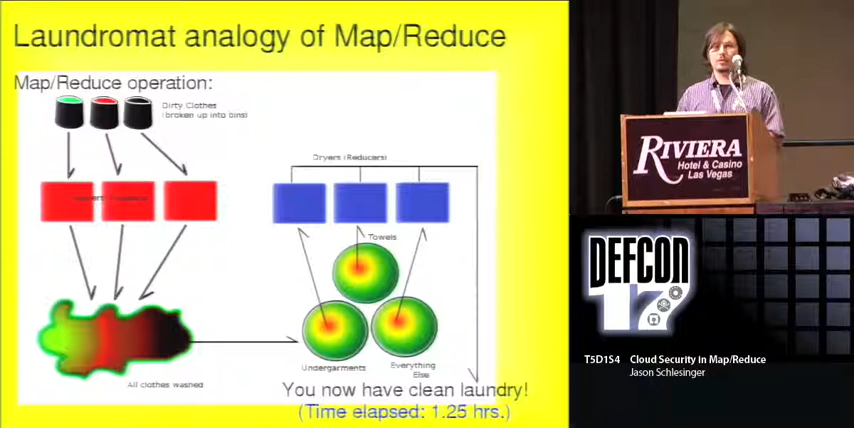 Laundromat analogy of Map/Reduce
Map/Reduce operation:
Dirty Clothes
(broken up into bins)
Dryers (Reducers)
Towels
Undergarments
Everything
Else
All clothes washed
You now have clean laundry!
(Time elapsed: 1.25 hrs.)
RIVIERA
Hotel & Casino
Las Vegas
DEFCON
17
T5D1S4 Cloud Security in Map/Reduce
Jason Schlesinger